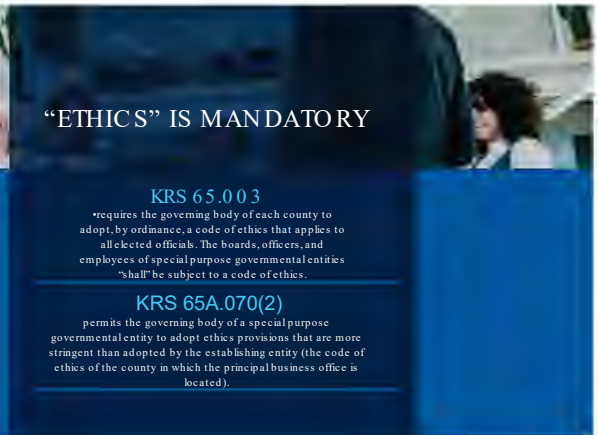 “ETHICS” IS MANDATORY
KRS 65.003
•requires the governing body of each county to
adopt, by ordinance, a code of ethics that applies to
all elected officials. The boards, officers, and
employees of special purpose governmental entities
“shall” be subject to a code of ethics.
KRS 65A.070(2)
permits the governing body of a special purpose
governmental entity to adopt ethics provisions that are more
stringent than adopted by the establishing entity (the code of
ethics of the county in which the principal business office is
located).